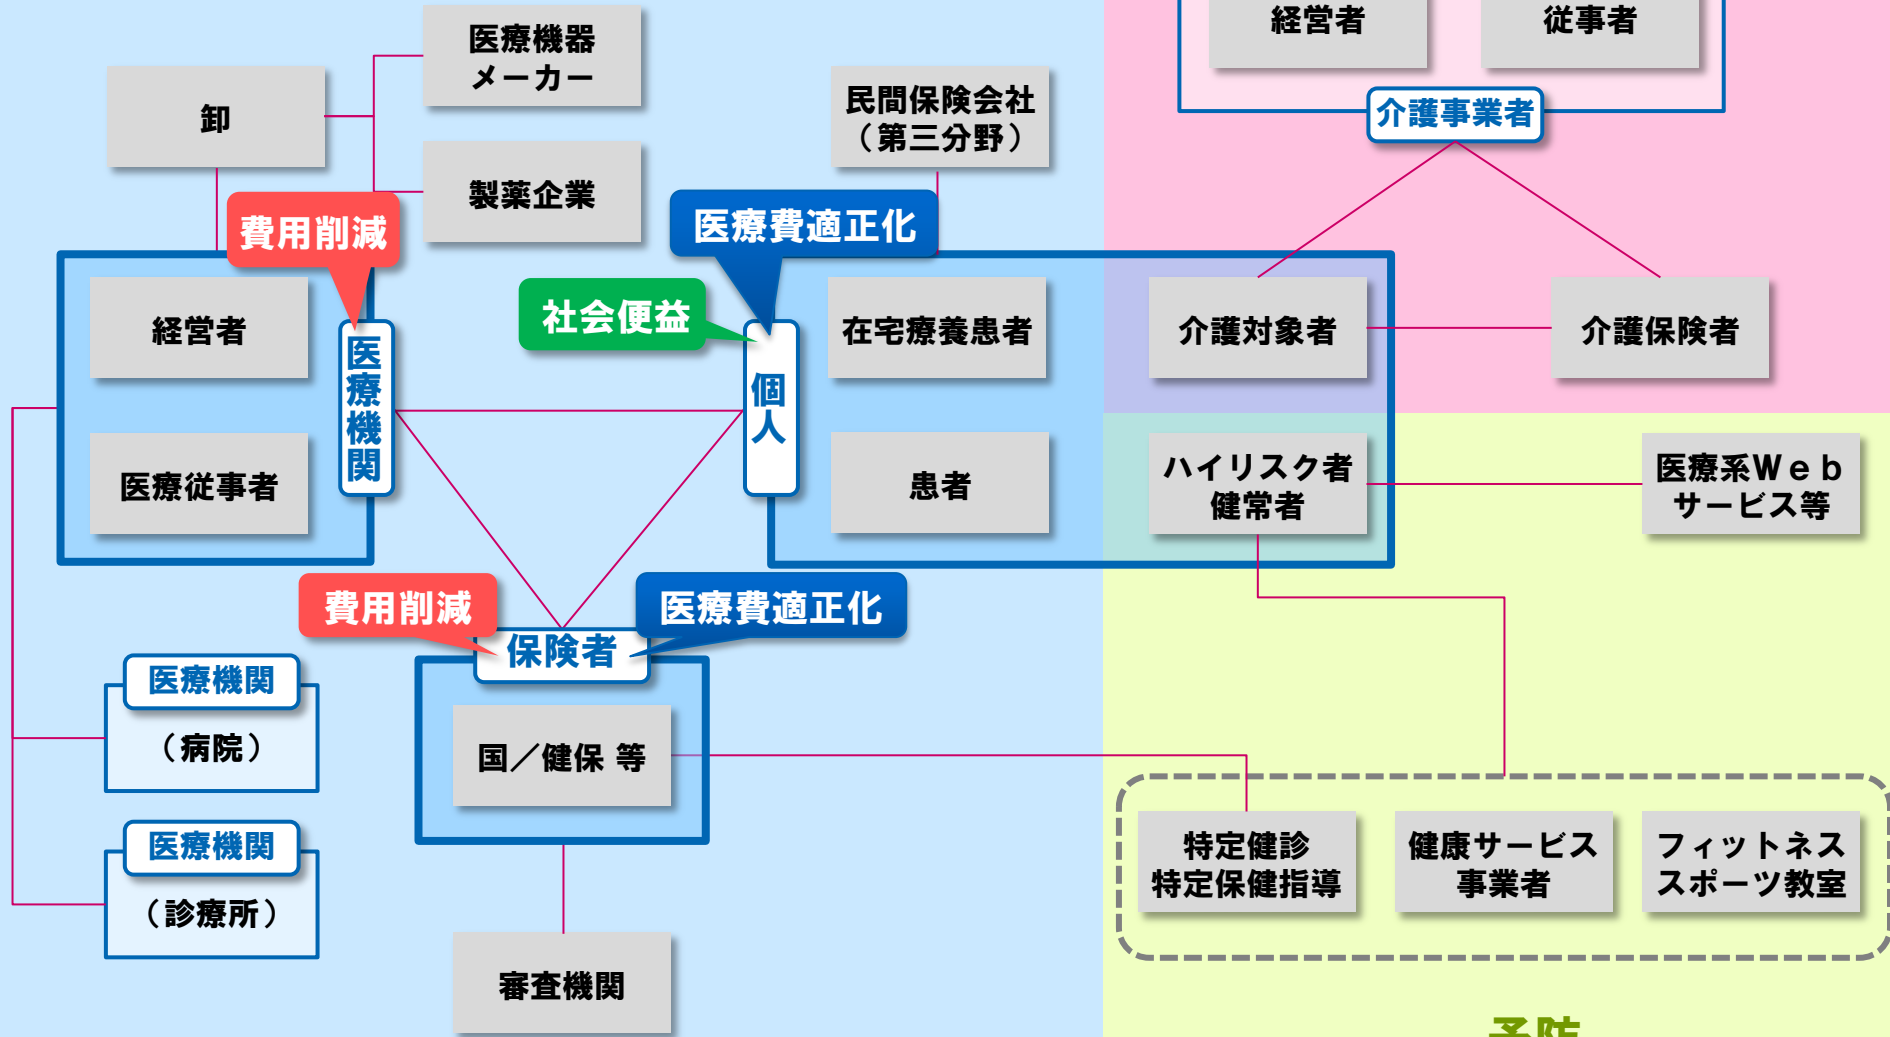 経営者
従事者
介護事業者
医療機器
メーカー
卸
製薬企業
民間保険会社
（第三分野）
費用削減
医療費適正化
社会便益
経営者
医療従事者
医療機関
個人
在宅療養患者
患者
介護対象者
介護保険者
ハイリスク者
健常者
医療系Ｗｅｂ
サービス等
費用削減
医療費適正化
保険者
国／健保 等
医療機関
（病院）
医療機関
（診療所）
審査機関
特定健診
特定保健指導
健康サービス
事業者
フィットネス
スポーツ教室
予防